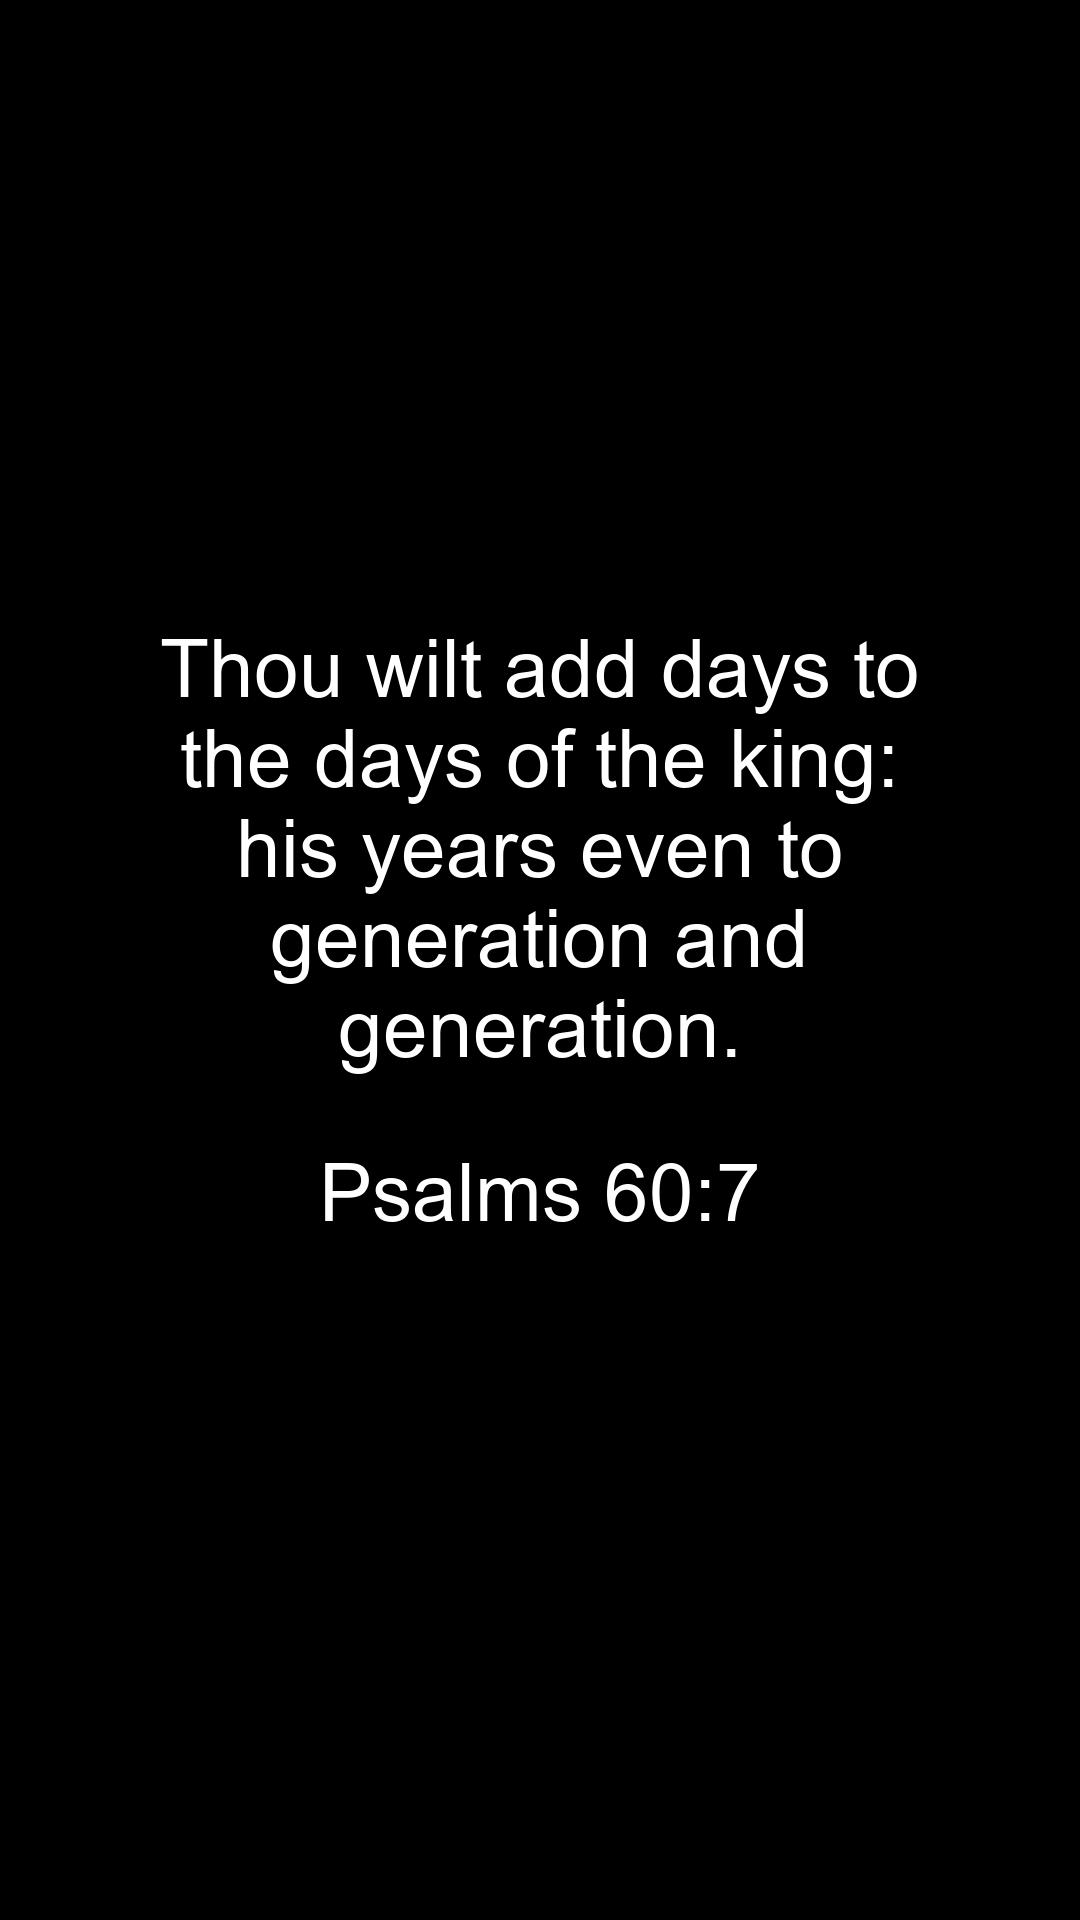 Thou wilt add days to
the days of the king:
his years even to
generation and
generation.
Psalms 60:7